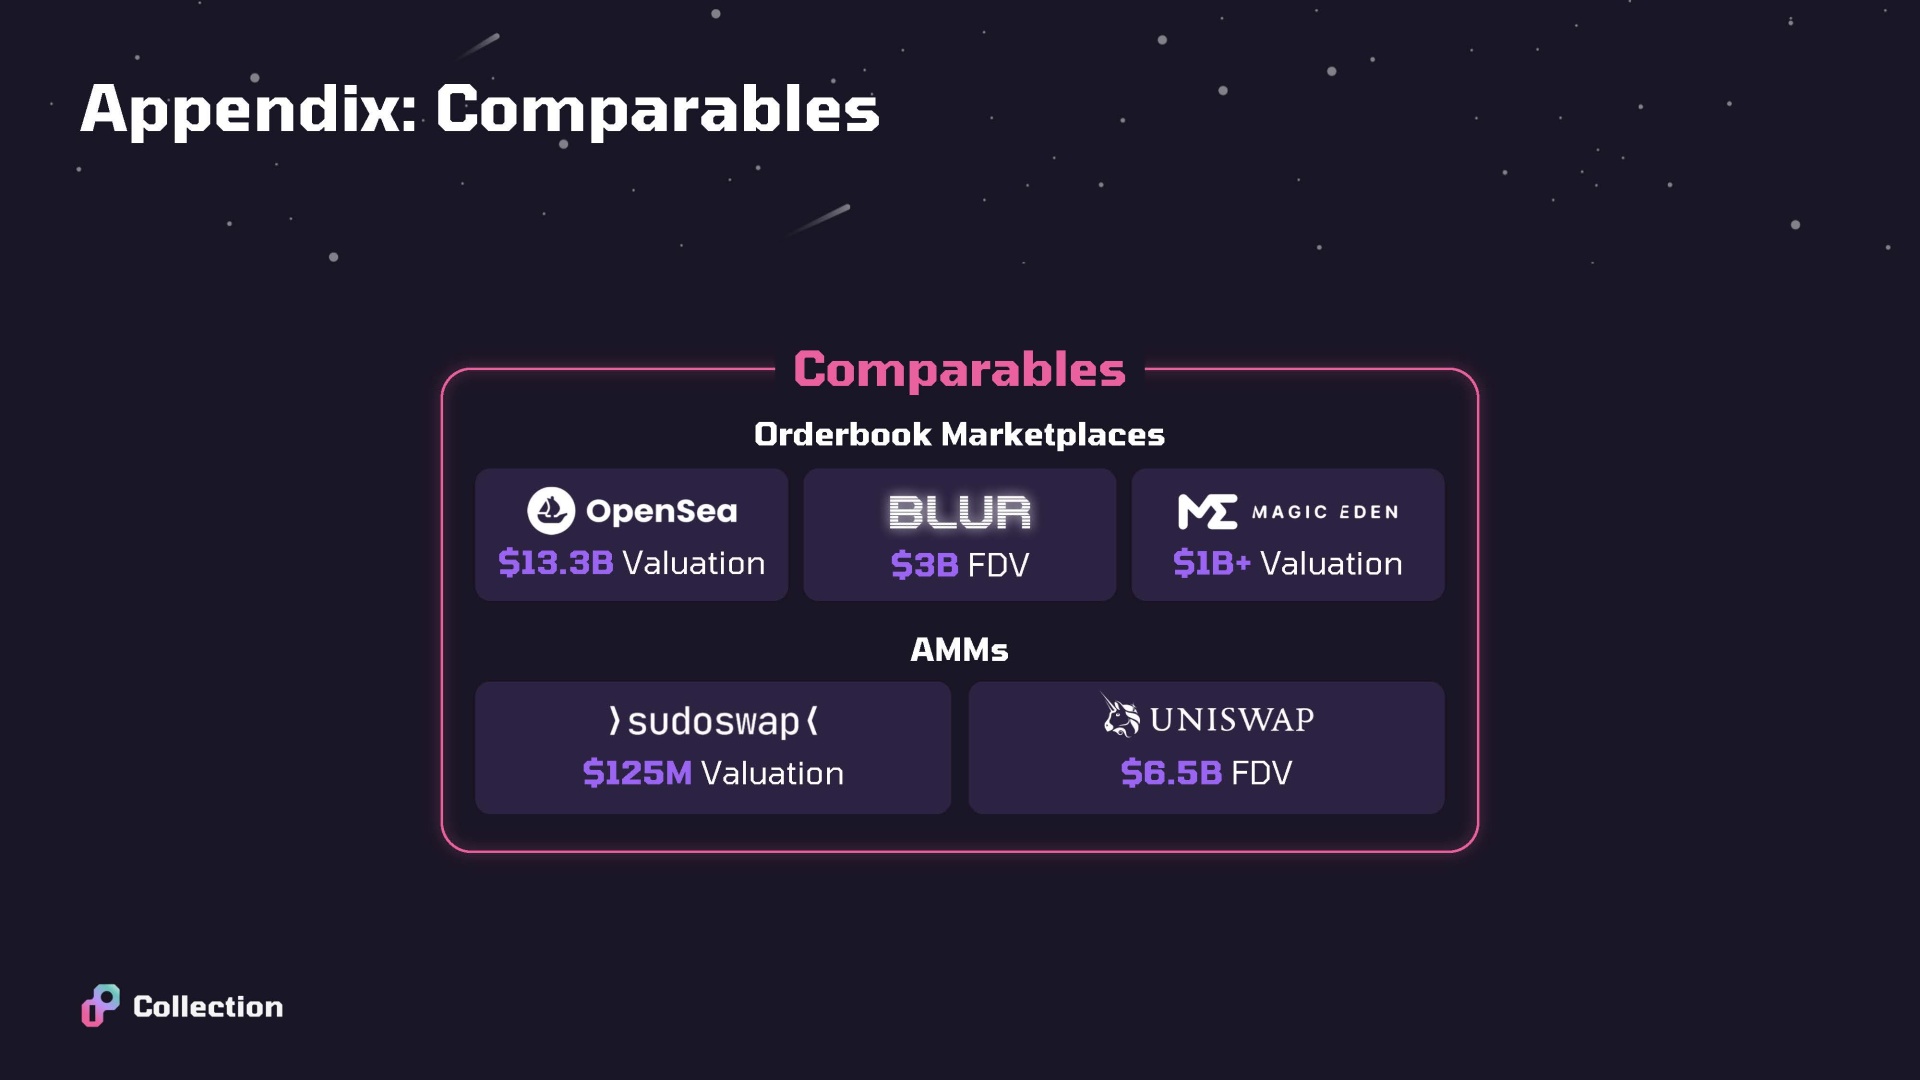 Appendix: Comparables
Comparables
Orderbook Marketplaces
OpenSea
$13.3B Valuation
BLUR
$3B FDV
MAGIC EDEN
$1B+ Valuation
AMMs
⟩sudoswap⟨
$125M Valuation
UNISWAP
$6.5B FDV
Collection